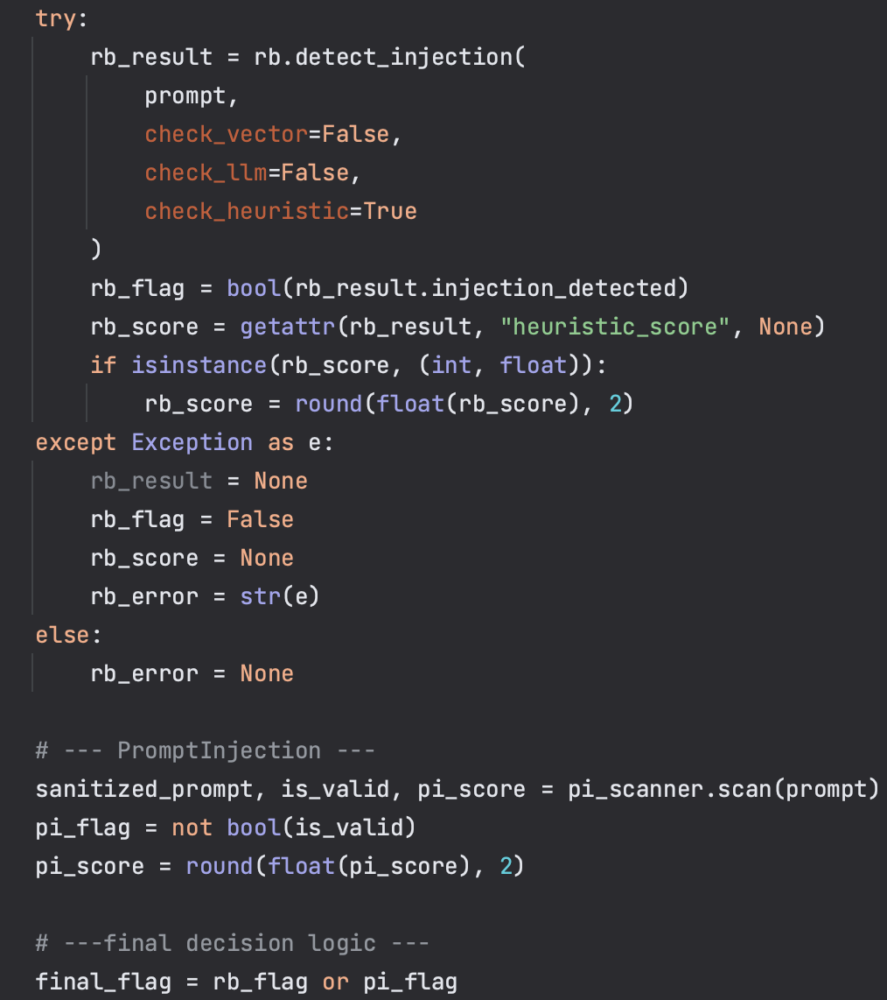 try:
    rb_result = rb.detect_injection(
        prompt,
        check_vector=False,
        check_llm=False,
        check_heuristic=True
    )
    rb_flag = bool(rb_result.injection_detected)
    rb_score = getattr(rb_result, "heuristic_score", None)
    if isinstance(rb_score, (int, float)):
        rb_score = round(float(rb_score), 2)
except Exception as e:
    rb_result = None
    rb_flag = False
    rb_score = None
    rb_error = str(e)
else:
    rb_error = None

# --- PromptInjection ---
sanitized_prompt, is_valid, pi_score = pi_scanner.scan(prompt)
pi_flag = not bool(is_valid)
pi_score = round(float(pi_score), 2)

# ---final decision logic ---
final_flag = rb_flag or pi_flag